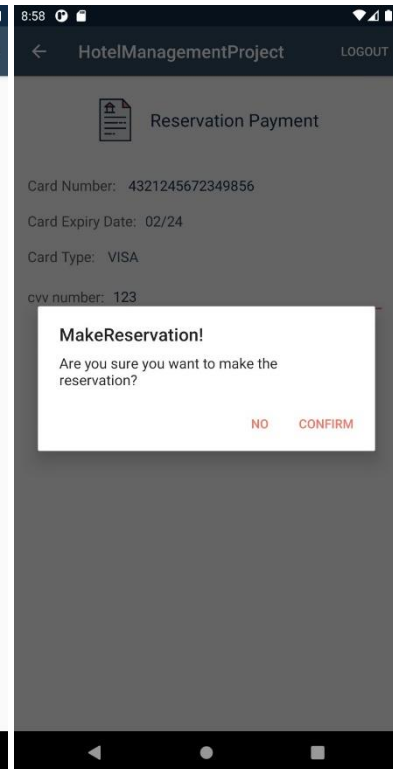 8:58
HotelManagementProject LOGOUT
Reservation Payment
Card Number: 4321245672349856
Card Expiry Date: 02/24
Card Type: VISA
cvv number: 123
MakeReservation!
Are you sure you want to make the
reservation?
NO CONFIRM